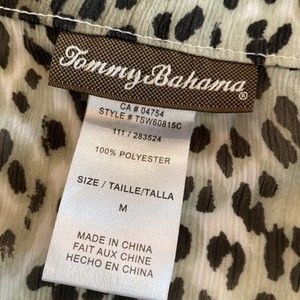 Tommy Bahama®
CA # 04754
STYLE # TSW60815C
111 / 283524
100% POLYESTER
SIZE / TAILLE/TALLA
M
MADE IN CHINA
FAIT AUX CHINE
HECHO EN CHINA